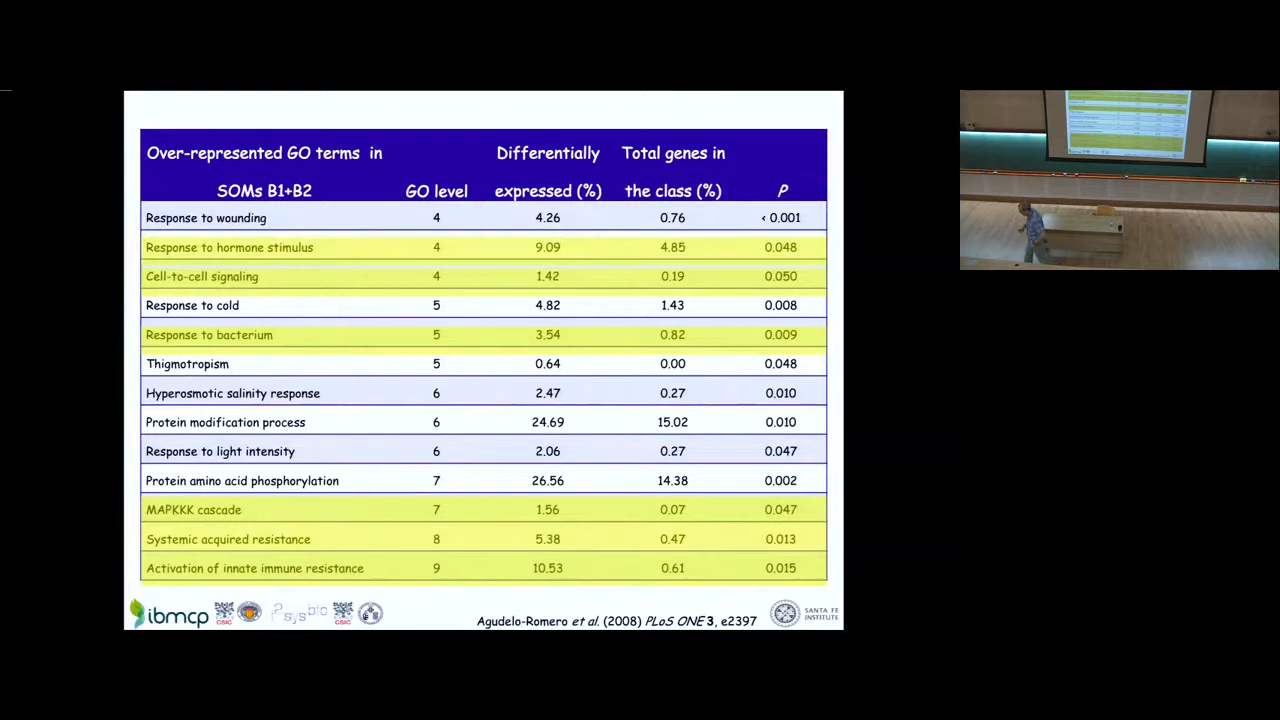 Over-represented GO terms in SOMs B1+B2 GO level Differentially expressed (%) Total genes in the class (%) P
Response to wounding 4 4.26 0.76 < 0.001
Response to hormone stimulus 4 9.09 4.85 0.048
Cell-to-cell signaling 4 1.42 0.19 0.050
Response to cold 5 4.82 1.43 0.008
Response to bacterium 5 3.54 0.82 0.009
Thigmotropism 5 0.64 0.00 0.048
Hyperosmotic salinity response 6 2.47 0.27 0.010
Protein modification process 6 24.69 15.02 0.010
Response to light intensity 6 2.06 0.27 0.047
Protein amino acid phosphorylation 7 26.56 14.38 0.002
MAPKKK cascade 7 1.56 0.07 0.047
Systemic acquired resistance 8 5.38 0.47 0.013
Activation of innate immune resistance 9 10.53 0.61 0.015
ibmcp CSIC sysbio CSIC
Agudelo-Romero et al. (2008) PLoS ONE 3, e2397
SANTA FE
INSTITUTE